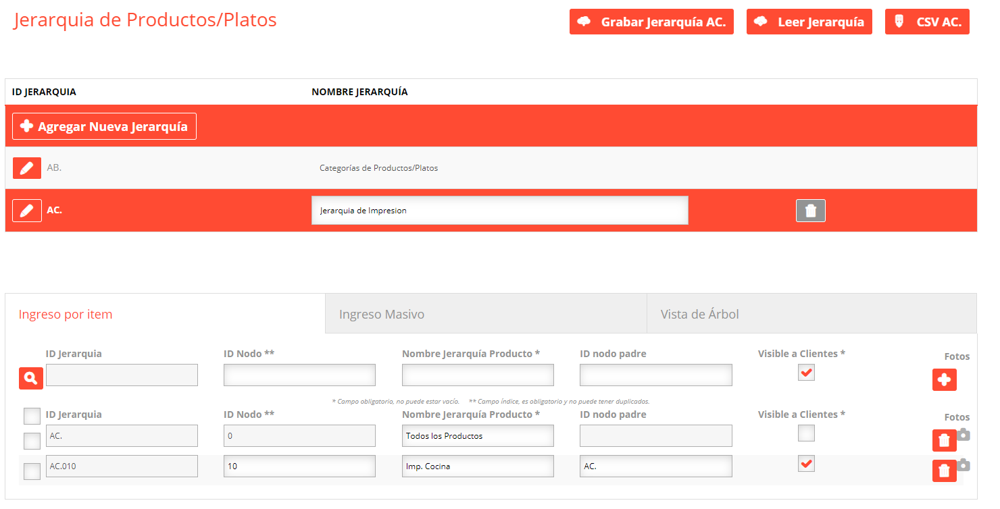 Jerarquia de Productos/Platos
Grabar Jerarquía AC. Leer Jerarquía CSV AC.
ID JERARQUIA NOMBRE JERARQUÍA
Agregar Nueva Jerarquía
AB. Categorías de Productos/Platos
AC. Jerarquia de Impresion
Ingreso por item Ingreso Masivo Vista de Árbol
ID Jerarquia ID Nodo ** Nombre Jerarquía Producto * ID nodo padre Visible a Clientes * Fotos
* Campo obligatorio, no puede estar vacío. ** Campo índice, es obligatorio y no puede tener duplicados.
ID Jerarquia ID Nodo ** Nombre Jerarquía Producto * ID nodo padre Visible a Clientes * Fotos
AC. 0 Todos los Productos
AC.010 10 Imp. Cocina AC.